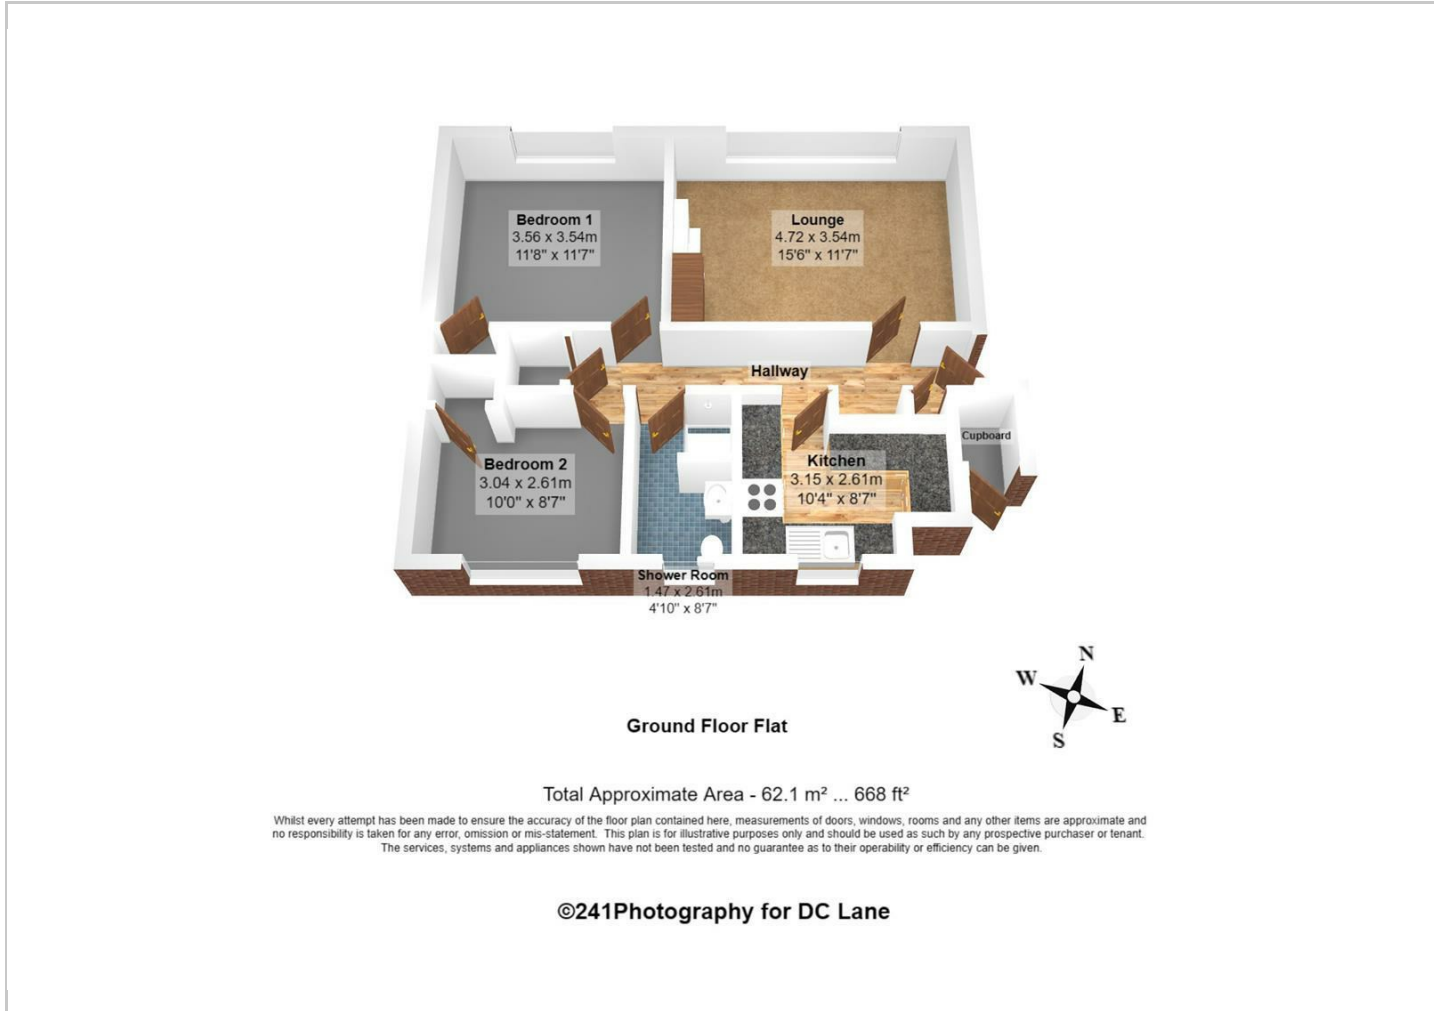 Bedroom 1
3.56 x 3.54m
11'8" x 11'7"
Lounge
4.72 x 3.54m
15'6" x 11'7"
Hallway
Cupboard
Bedroom 2
3.04 x 2.61m
10'0" x 8'7"
Kitchen
3.15 x 2.61m
10'4" x 8'7"
Shower Room
1.47 x 2.61m
4'10" x 8'7"
N
W
E
S
Ground Floor Flat
Total Approximate Area - 62.1 m² ... 668 ft²
Whilst every attempt has been made to ensure the accuracy of the floor plan contained here, measurements of doors, windows, rooms and any other items are approximate and
no responsibility is taken for any error, omission or mis-statement. This plan is for illustrative purposes only and should be used as such by any prospective purchaser or tenant.
The services, systems and appliances shown have not been tested and no guarantee as to their operability or efficiency can be given.
©241Photography for DC Lane